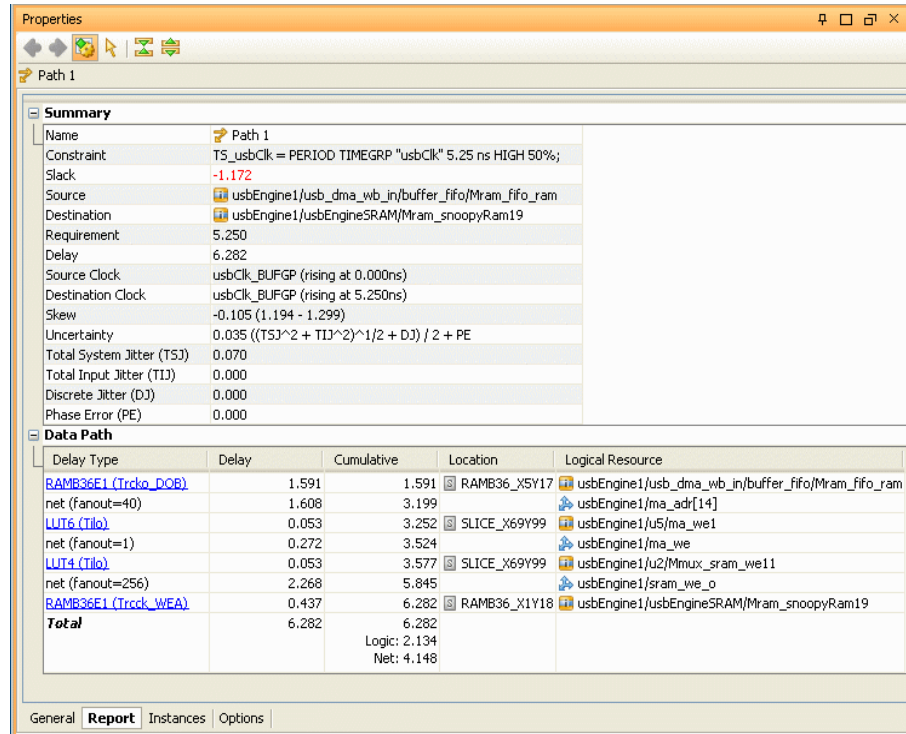 Properties
Path 1
Summary
Name Path 1
Constraint TS_usbClk = PERIOD TIMEGRP "usbClk" 5.25 ns HIGH 50%;
Slack -1.172
Source usbEngine1/usb_dma_wb_in/buffer_fifo/Mram_fifo_ram
Destination usbEngine1/usbEngineSRAM/Mram_snoopyRam19
Requirement 5.250
Delay 6.282
Source Clock usbClk_BUFGP (rising at 0.000ns)
Destination Clock usbClk_BUFGP (rising at 5.250ns)
Skew -0.105 (1.194 - 1.299)
Uncertainty 0.035 ((TSJ^2 + TIJ^2)^1/2 + DJ) / 2 + PE
Total System Jitter (TSJ) 0.070
Total Input Jitter (TIJ) 0.000
Discrete Jitter (DJ) 0.000
Phase Error (PE) 0.000
Data Path
Delay Type Delay Cumulative Location Logical Resource
RAMB36E1 (Trcko_DOB) 1.591 1.591 S RAMB36_X5Y17 usbEngine1/usb_dma_wb_in/buffer_fifo/Mram_fifo_ram
net (fanout=40) 1.608 3.199 usbEngine1/ma_adr[14]
LUT6 (Tilo) 0.053 3.252 S SLICE_X69Y99 usbEngine1/u5/ma_we1
net (fanout=1) 0.272 3.524 usbEngine1/ma_we
LUT4 (Tilo) 0.053 3.577 S SLICE_X69Y99 usbEngine1/u2/Mmux_sram_we11
net (fanout=256) 2.268 5.845 usbEngine1/sram_we_o
RAMB36E1 (Trcck_WEA) 0.437 6.282 S RAMB36_X1Y18 usbEngine1/usbEngineSRAM/Mram_snoopyRam19
Total 6.282 6.282
Logic: 2.134
Net: 4.148
General Report Instances Options